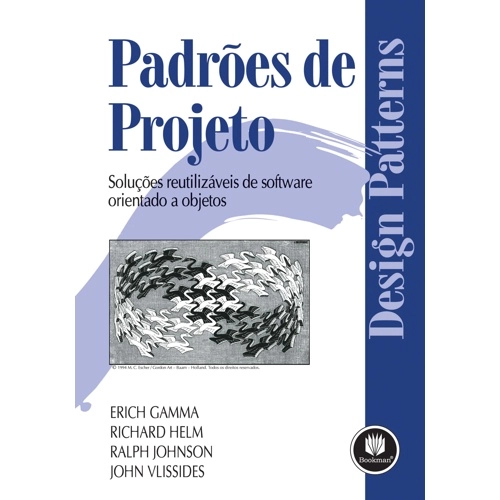 Padrões de
Projeto
Soluções reutilizáveis de software
orientado a objetos
Design Patterns
© 1994 M.C. Escher / Cordon Art - Baarn - Holland. Todos os direitos reservados.
ERICH GAMMA
RICHARD HELM
RALPH JOHNSON
JOHN VLISSIDES
Bookman